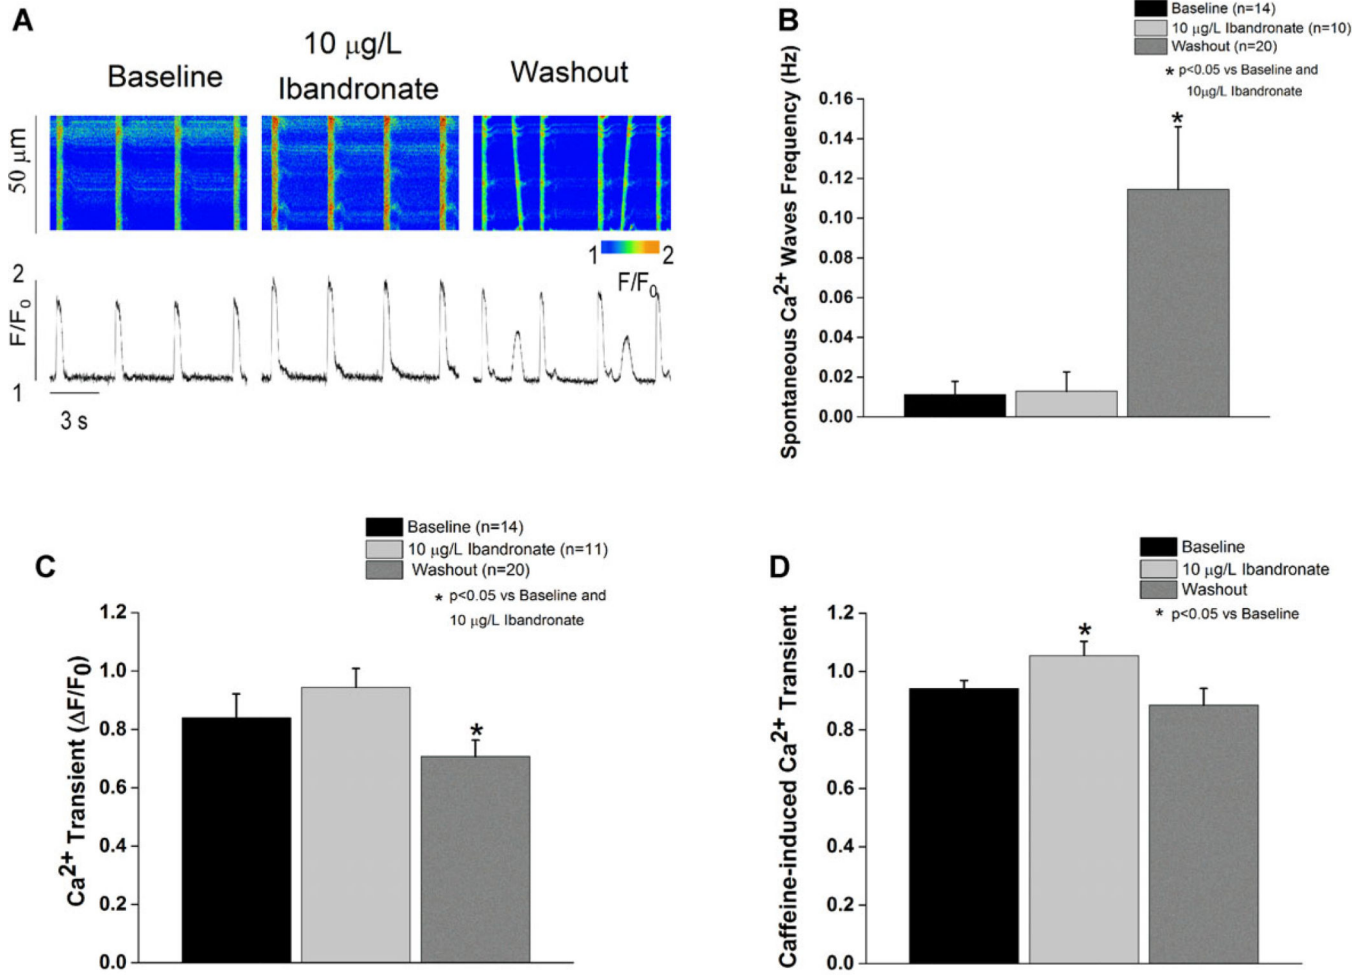 A
Baseline
10 μg/L
Ibandronate
Washout
50 μm
1
2
F/F0
2
F/F0
1
3 s
B
Baseline (n=14)
10 μg/L Ibandronate (n=10)
Washout (n=20)
* p<0.05 vs Baseline and
10μg/L Ibandronate
Spontaneous Ca2+ Waves Frequency (Hz)
0.16
0.14
0.12
0.10
0.08
0.06
0.04
0.02
0.00
*
C
Baseline (n=14)
10 μg/L Ibandronate (n=11)
Washout (n=20)
* p<0.05 vs Baseline and
10 μg/L Ibandronate
Ca2+ Transient (ΔF/F0)
1.2
1.0
0.8
0.6
0.4
0.2
0.0
*
D
Baseline
10 μg/L Ibandronate
Washout
* p<0.05 vs Baseline
Caffeine-induced Ca2+ Transient
1.2
1.0
0.8
0.6
0.4
0.2
0.0
*